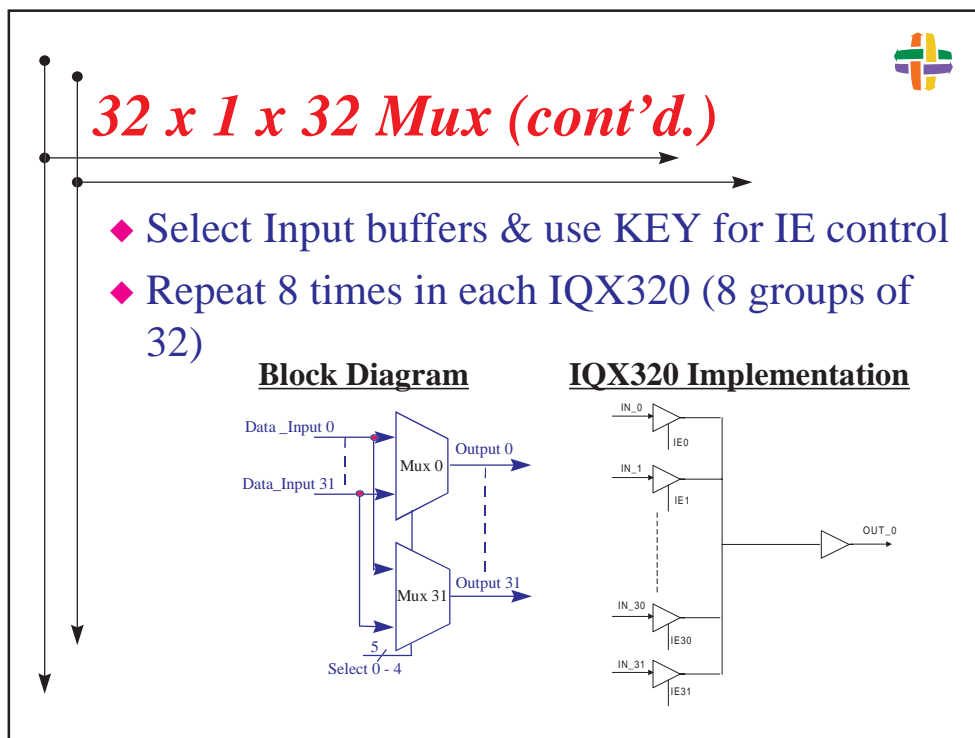 32 x 1 x 32 Mux (cont’d.)
◆ Select Input buffers & use KEY for IE control
◆ Repeat 8 times in each IQX320 (8 groups of
32)
Block Diagram
Data _Input 0
Data_Input 31
Mux 0
Output 0
Mux 31
Output 31
5
Select 0 - 4
IQX320 Implementation
IN_0
IE0
IN_1
IE1
OUT_0
IN_30
IE30
IN_31
IE31